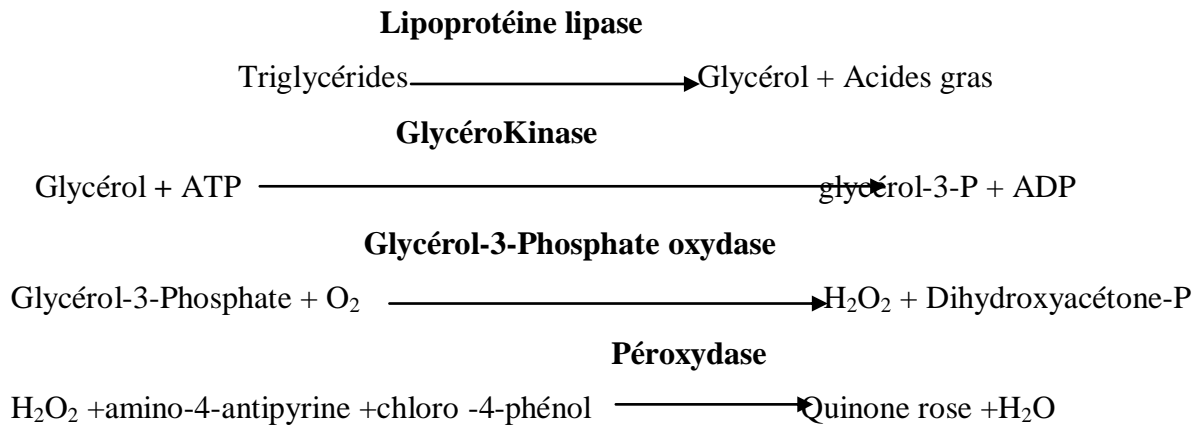 Lipoprotéine lipase
Triglycérides Glycérol + Acides gras
GlycéroKinase
Glycérol + ATP glycérol-3-P + ADP
Glycérol-3-Phosphate oxydase
Glycérol-3-Phosphate + O₂ H₂O₂ + Dihydroxyacétone-P
Péroxydase
H₂O₂ +amino-4-antipyrine +chloro -4-phénol Quinone rose +H₂O